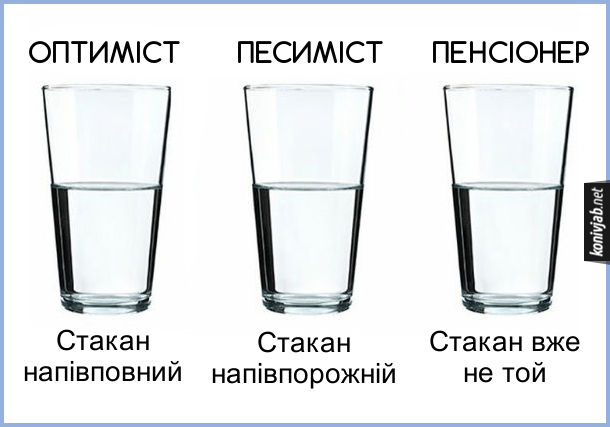 ОПТИМІСТ
ПЕСИМІСТ
ПЕНСІОНЕР
Стакан
напівповний
Стакан
напівпорожній
Стакан вже
не той
konivjab.net